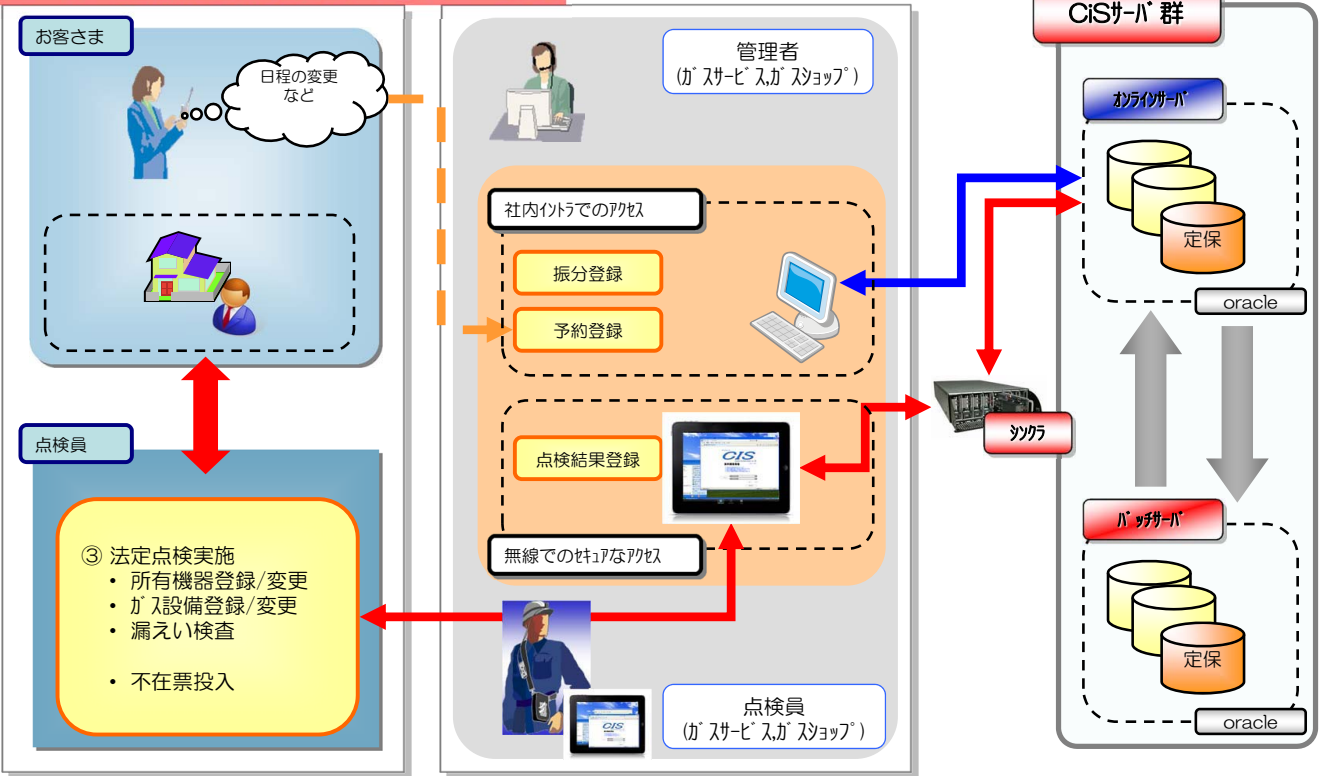 お客さま
日程の変更
など
点検員
③ 法定点検実施
• 所有機器登録/変更
• ｶﾞｽ設備登録/変更
• 漏えい検査
• 不在票投入
管理者
(ｶﾞｽサｰﾋﾞｽ,ｶﾞｽショｯﾌﾟ)
社内ｲﾝﾄﾗでのｱｸｾｽ
振分登録
予約登録
点検結果登録
CIS
無線でのｾｷｭｱなｱｸｾｽ
CIS
点検員
(ｶﾞｽサｰﾋﾞｽ,ｶﾞｽショｯﾌﾟ)
シンクラ
CiSｻｰﾊﾞ群
ｵﾝﾗｲﾝｻｰﾊﾞ
定保
oracle
ﾊﾞｯﾁｻｰﾊﾞ
定保
oracle